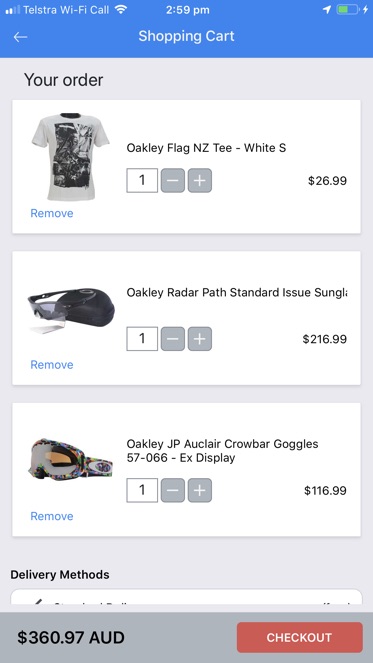 Telstra Wi-Fi Call 2:59 pm
Shopping Cart
Your order
Oakley Flag NZ Tee - White S
1
$26.99
Remove
Oakley Radar Path Standard Issue Sungl
1
$216.99
Remove
Oakley JP Auclair Crowbar Goggles
57-066 - Ex Display
1
$116.99
Remove
Delivery Methods
$360.97 AUD
CHECKOUT